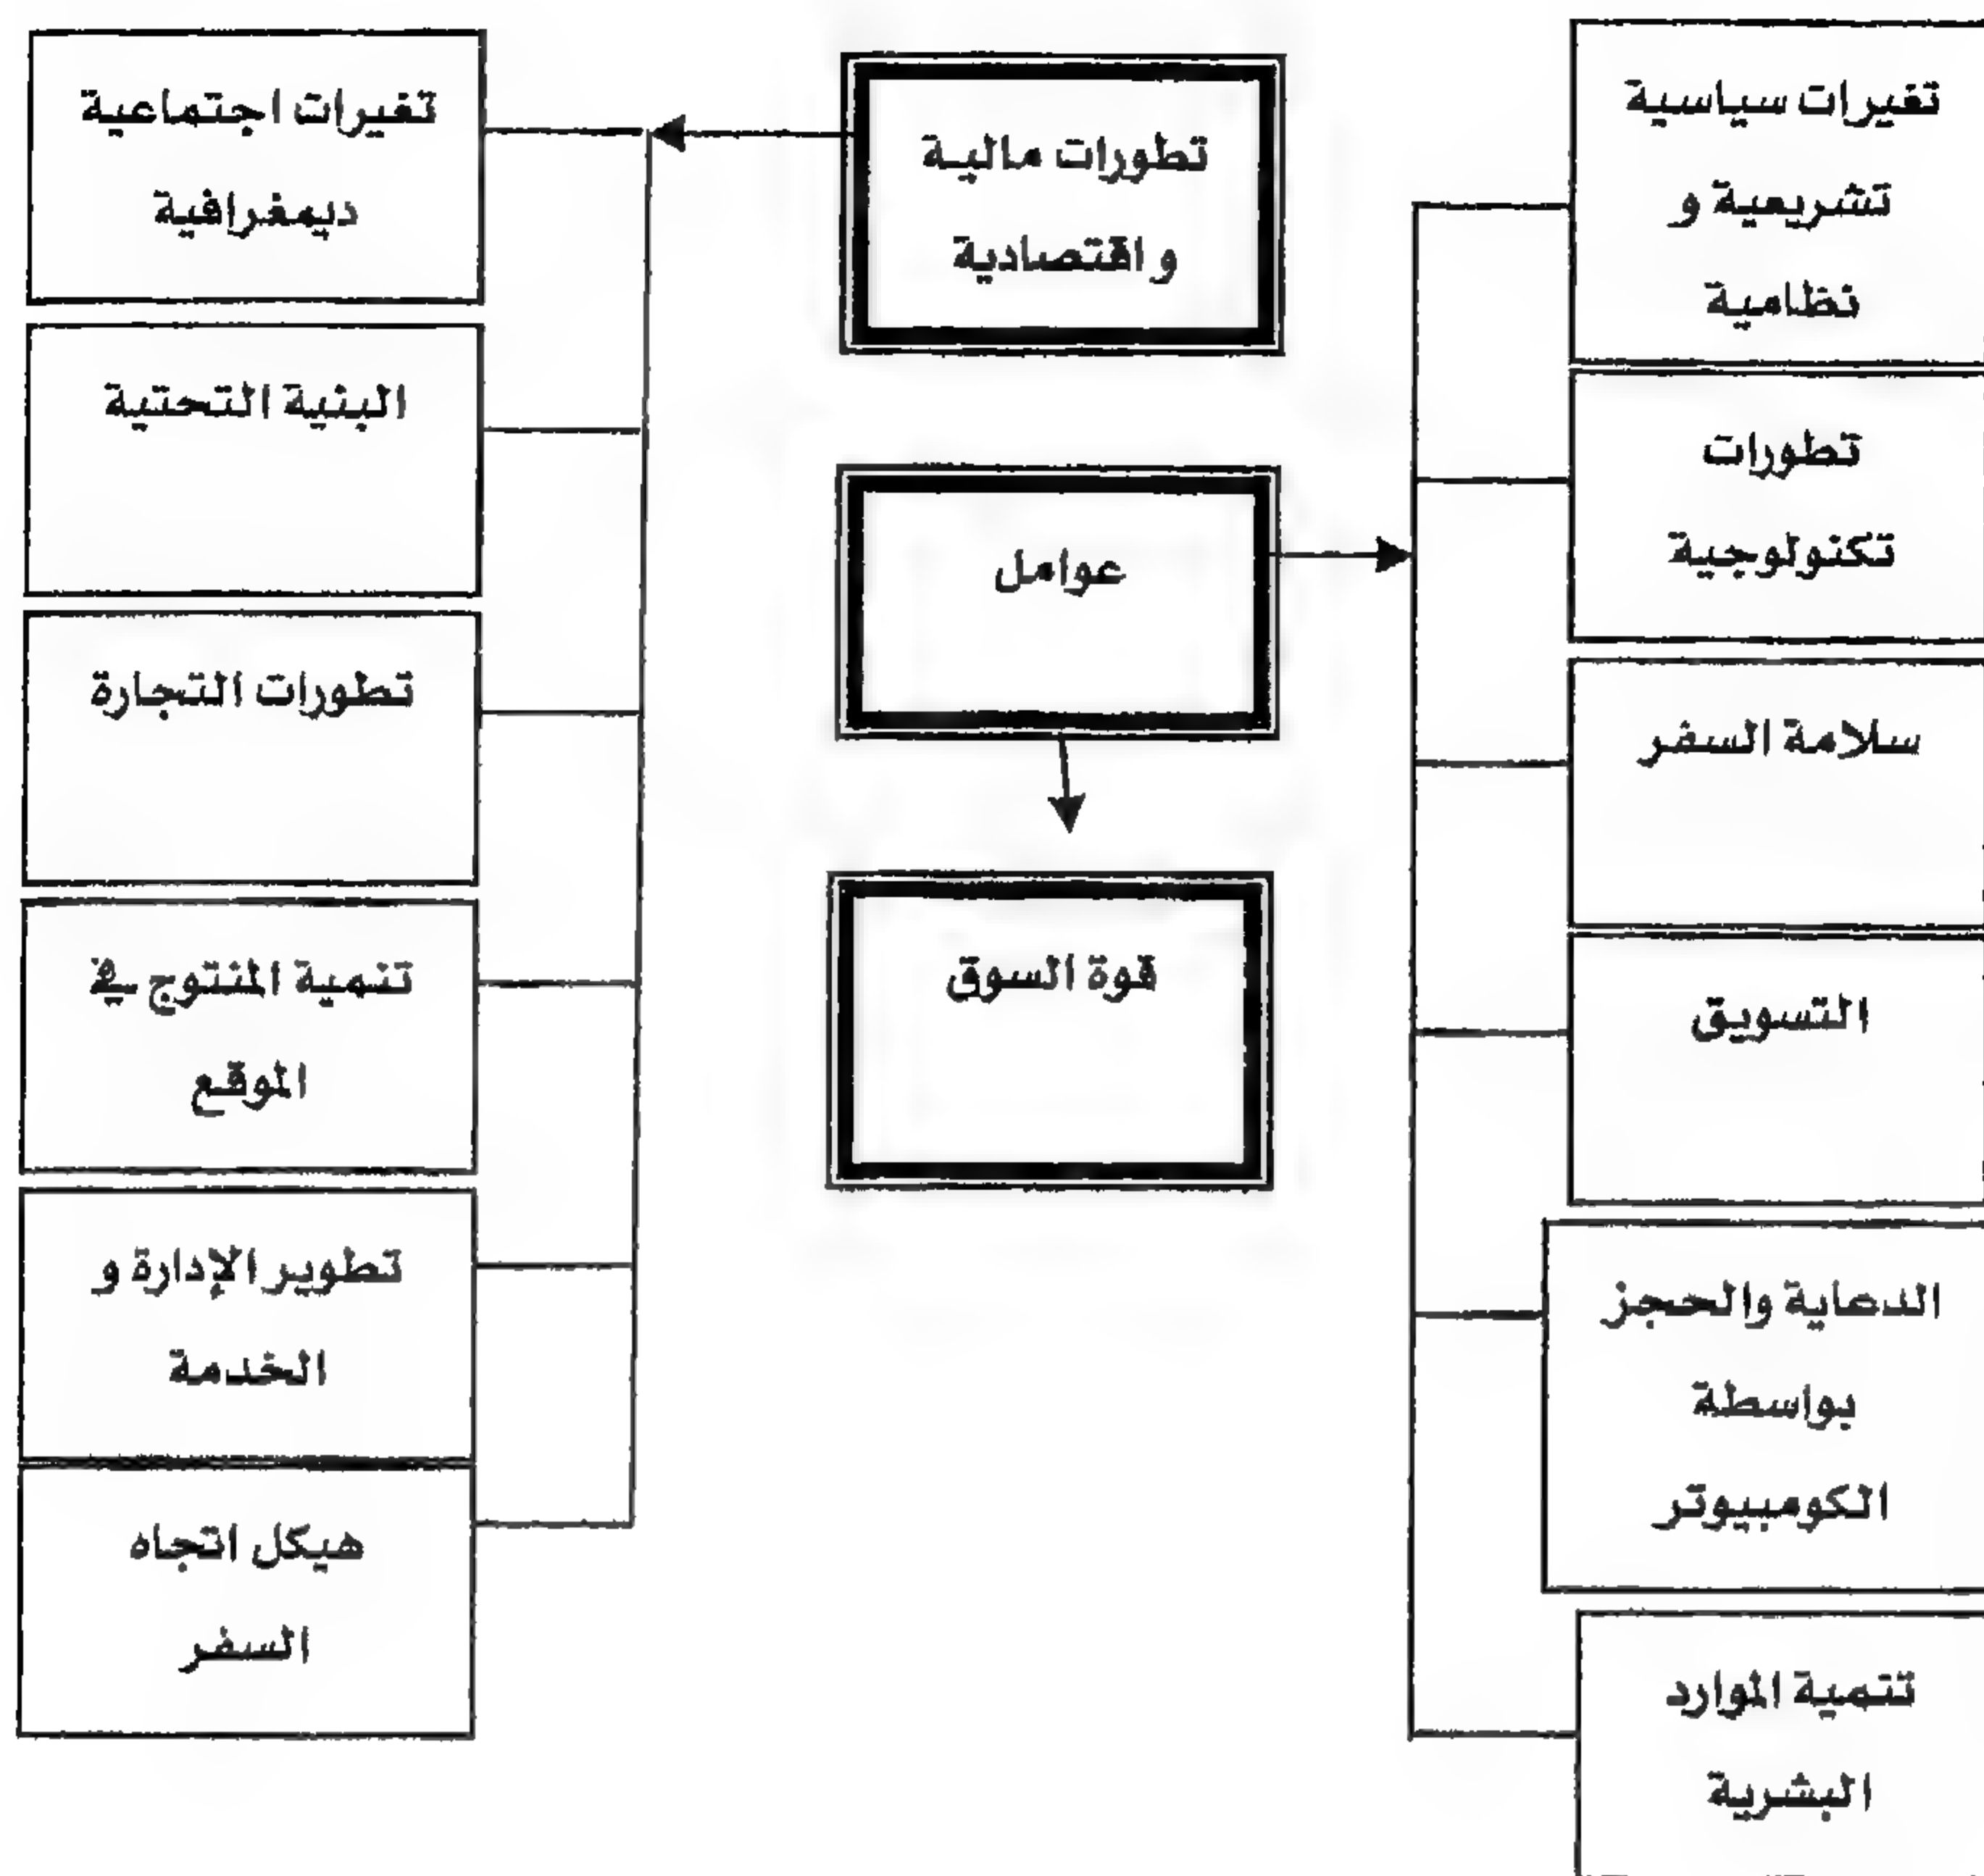 تغيرات سياسية
تشريعية و
نظامية
تطورات
تكنولوجية
سلامة السفر
التسويق
الدعاية والحجز
بواسطة
الكومبيوتر
تنمية الموارد
البشرية
تطورات مالية
و اقتصادية
عوامل
قوة السوق
تغيرات اجتماعية
ديمغرافية
البنية التحتية
تطورات التجارة
تنمية المنتوج في
الموقع
تطوير الإدارة و
الخدمة
هيكل اتجاه
السفر